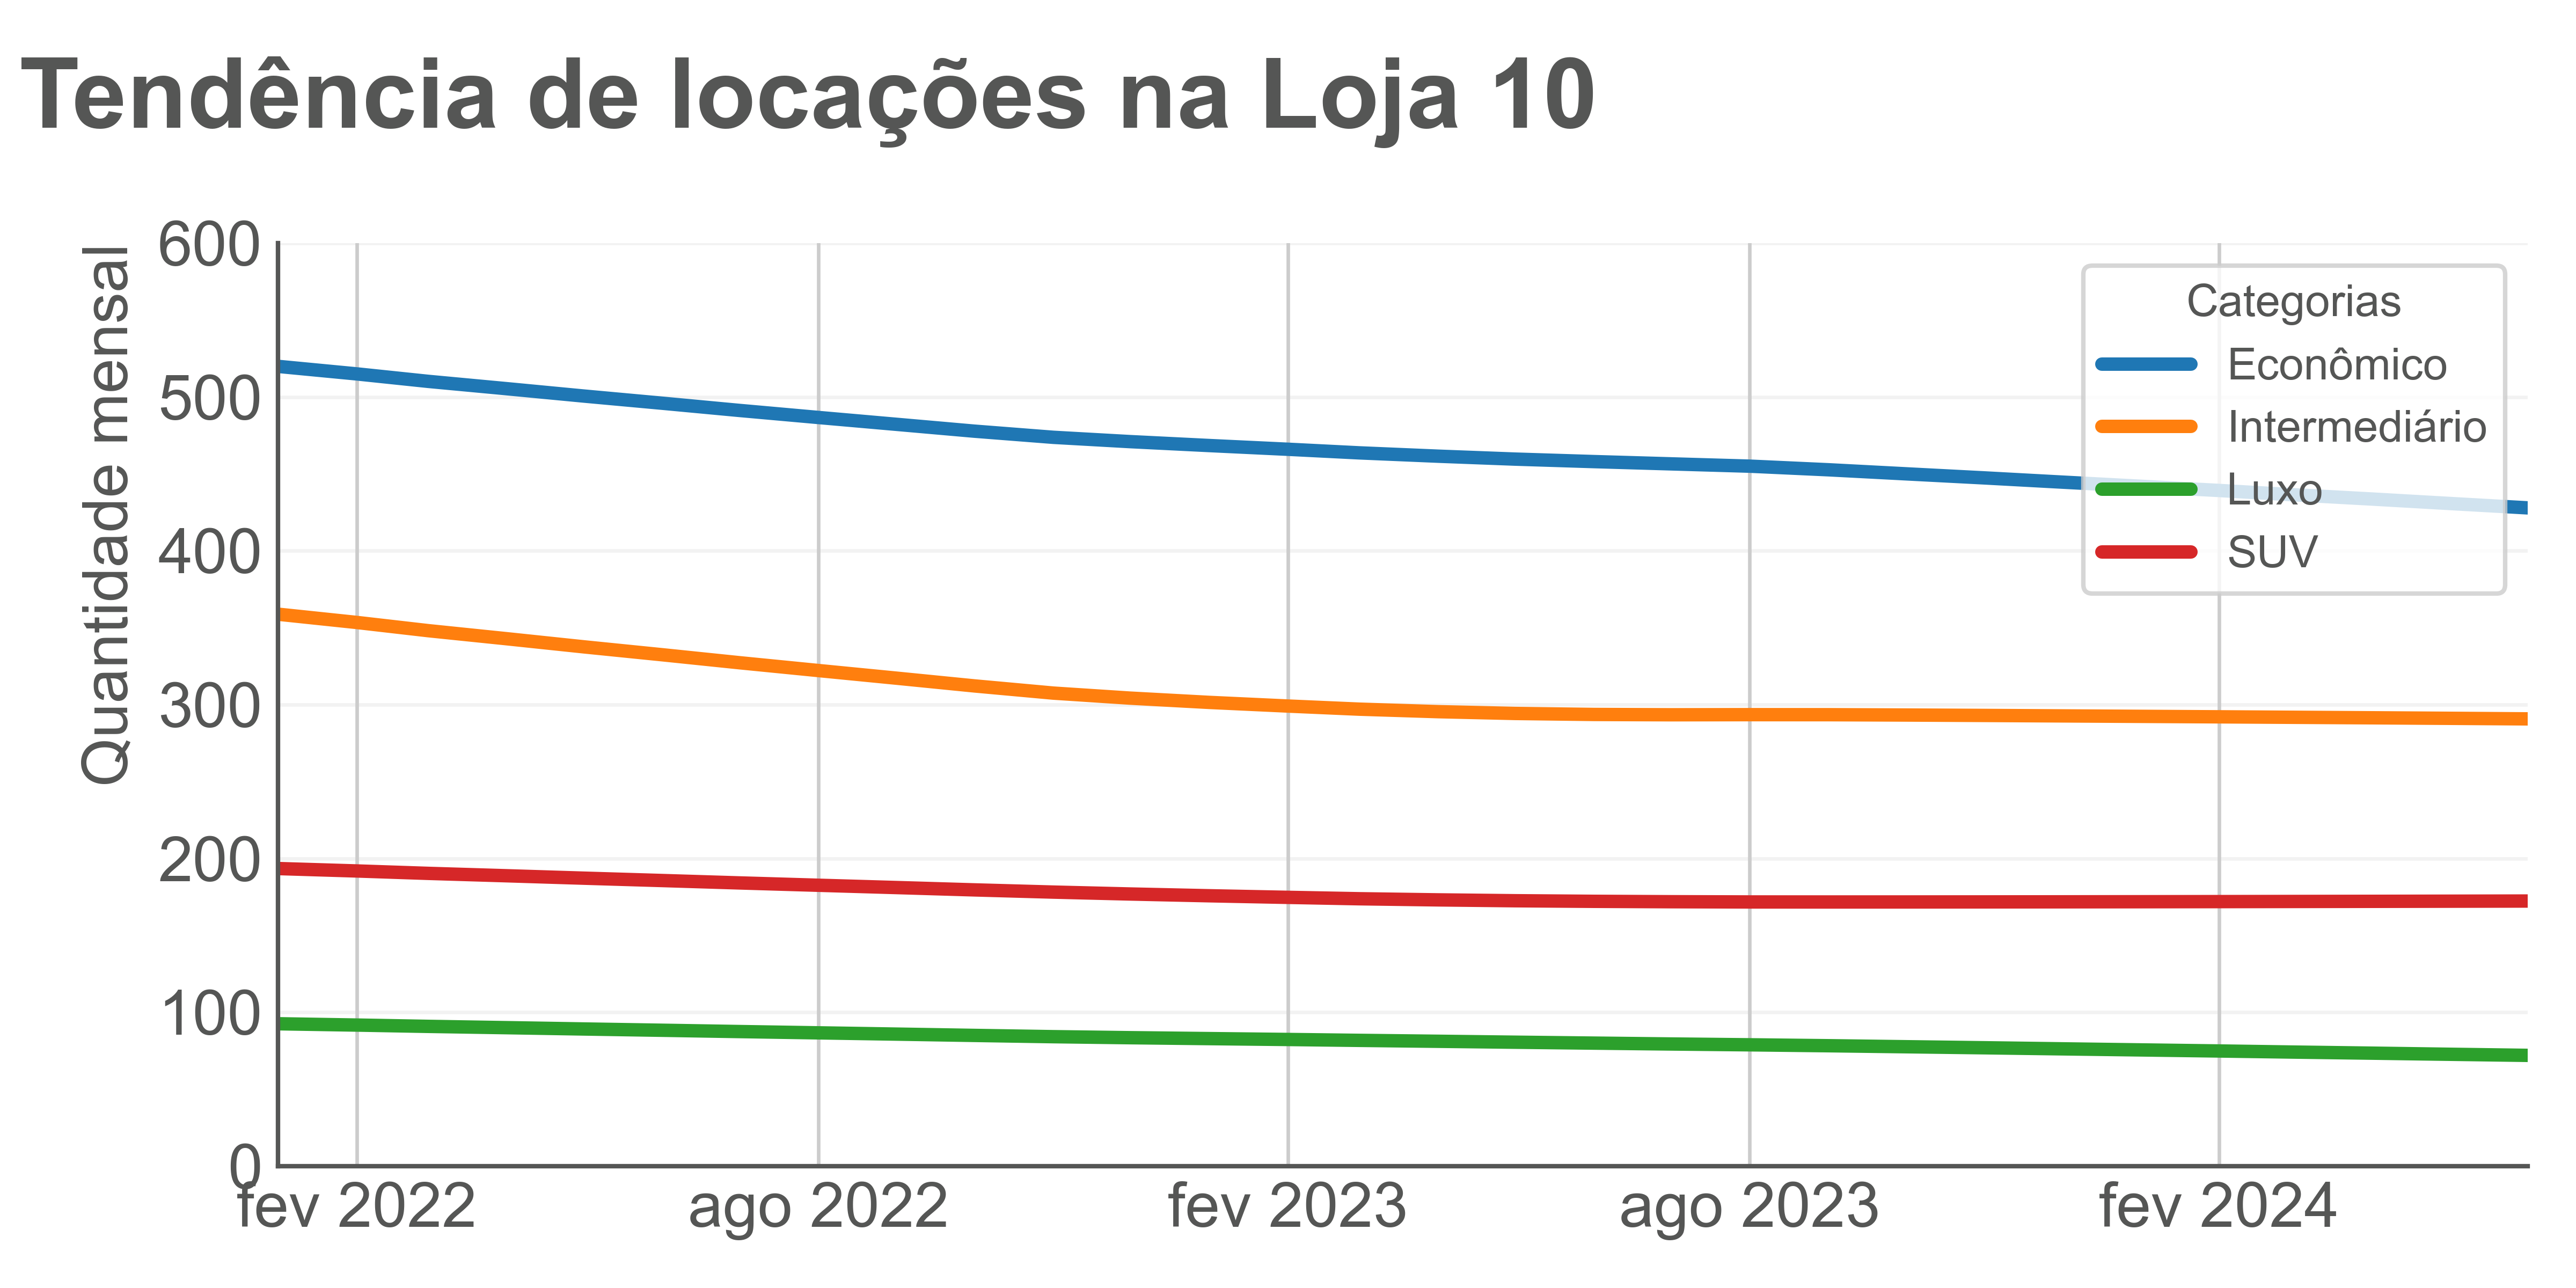 Tendência de locações na Loja 10
Quantidade mensal
600
500
400
300
200
100
0
Categorias
Econômico
Intermediário
Luxo
SUV
fev 2022
ago 2022
fev 2023
ago 2023
fev 2024